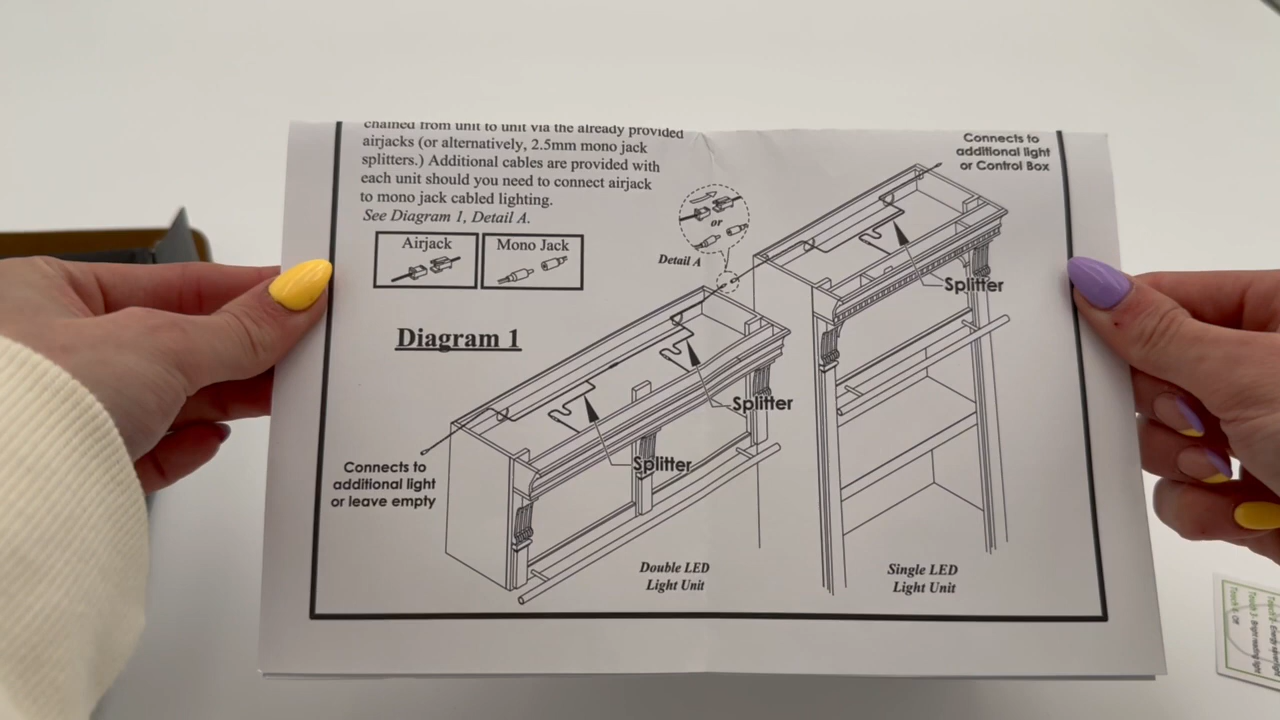 chained from unit to unit via the already provided
airjacks (or alternatively, 2.5mm mono jack
splitters.) Additional cables are provided with
each unit should you need to connect airjack
to mono jack cabled lighting.
See Diagram 1, Detail A.
Airjack
Mono Jack
or
Detail A
Connects to
additional light
or Control Box
Splitter
Diagram 1
Splitter
Splitter
Connects to
additional light
or leave empty
Double LED
Light Unit
Single LED
Light Unit